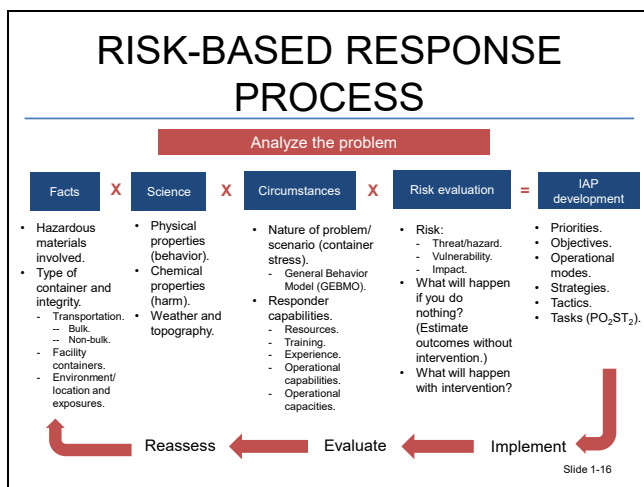 RISK-BASED RESPONSE
PROCESS
Analyze the problem
Facts
X
Science
X
Circumstances
X
Risk evaluation
=
IAP
development
• Hazardous
materials
involved.
• Type of
container and
integrity.
- Transportation.
-- Bulk.
-- Non-bulk.
- Facility
containers.
- Environment/
location and
exposures.
• Physical
properties
(behavior).
• Chemical
properties
(harm).
• Weather and
topography.
• Nature of problem/
scenario (container
stress).
- General Behavior
Model (GEBMO).
• Responder
capabilities.
- Resources.
- Training.
- Experience.
- Operational
capabilities.
- Operational
capacities.
• Risk:
- Threat/hazard.
- Vulnerability.
- Impact.
• What will happen
if you do
nothing?
(Estimate
outcomes without
intervention.)
• What will happen
with intervention?
• Priorities.
• Objectives.
• Operational
modes.
• Strategies.
• Tactics.
• Tasks (PO₂ST₂).
Reassess
Evaluate
Implement
Slide 1-16